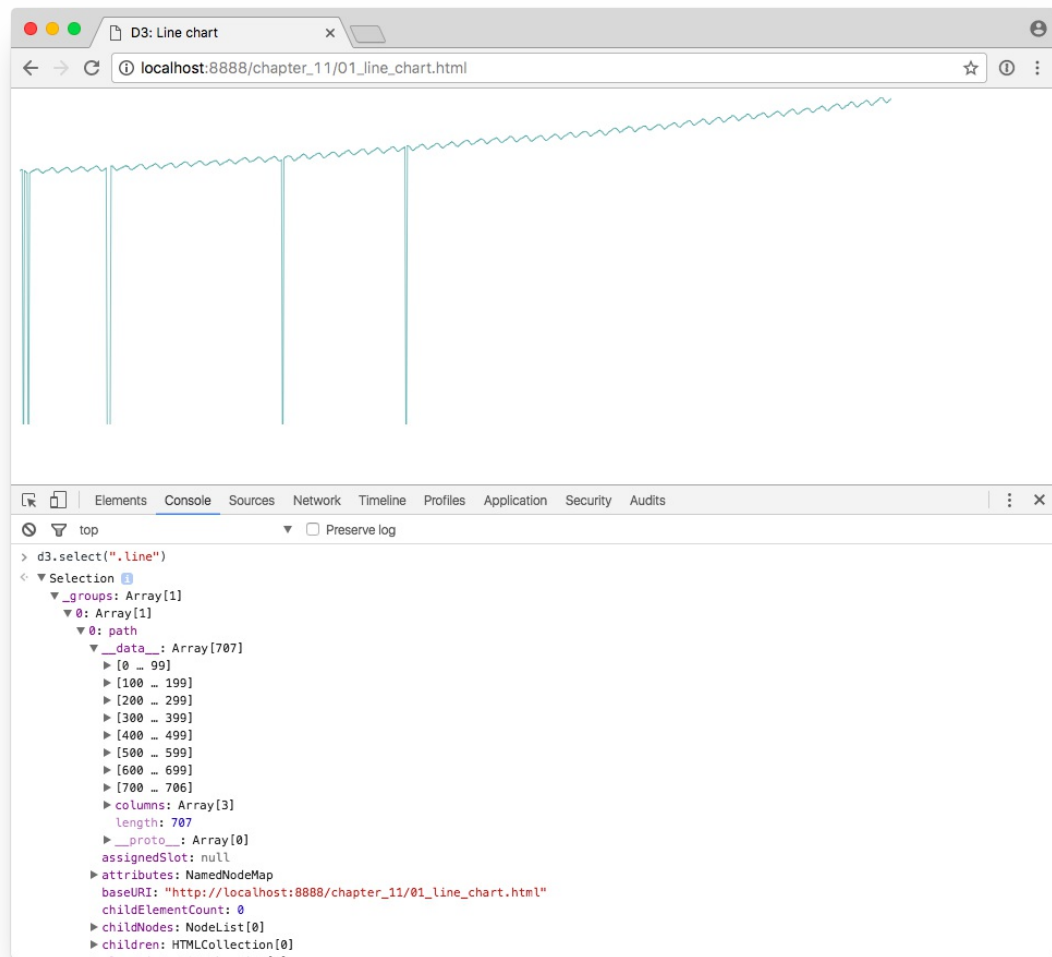 D3: Line chart
localhost:8888/chapter_11/01_line_chart.html
Elements Console Sources Network Timeline Profiles Application Security Audits
top Preserve log
> d3.select(".line")
Selection i
_groups: Array[1]
0: Array[1]
0: path
__data__: Array[707]
[0 … 99]
[100 … 199]
[200 … 299]
[300 … 399]
[400 … 499]
[500 … 599]
[600 … 699]
[700 … 706]
columns: Array[3]
length: 707
__proto__: Array[0]
assignedSlot: null
attributes: NamedNodeMap
baseURI: "http://localhost:8888/chapter_11/01_line_chart.html"
childElementCount: 0
childNodes: NodeList[0]
children: HTMLCollection[0]